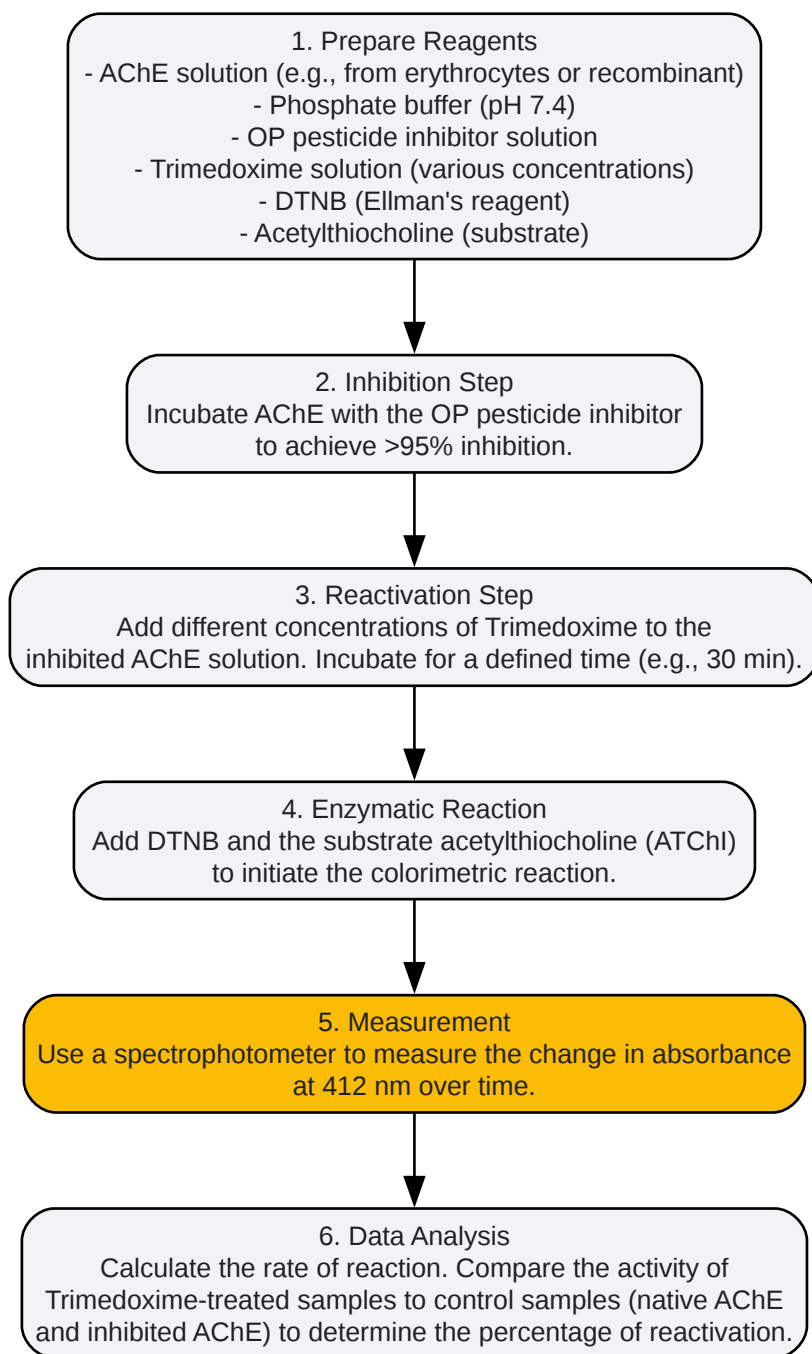 1. Prepare Reagents
- AChE solution (e.g., from erythrocytes or recombinant)
- Phosphate buffer (pH 7.4)
- OP pesticide inhibitor solution
- Trimedoxime solution (various concentrations)
- DTNB (Ellman's reagent)
- Acetylthiocholine (substrate)
2. Inhibition Step
Incubate AChE with the OP pesticide inhibitor
to achieve >95% inhibition.
3. Reactivation Step
Add different concentrations of Trimedoxime to the
inhibited AChE solution. Incubate for a defined time (e.g., 30 min).
4. Enzymatic Reaction
Add DTNB and the substrate acetylthiocholine (ATChI)
to initiate the colorimetric reaction.
5. Measurement
Use a spectrophotometer to measure the change in absorbance
at 412 nm over time.
6. Data Analysis
Calculate the rate of reaction. Compare the activity of
Trimedoxime-treated samples to control samples (native AChE
and inhibited AChE) to determine the percentage of reactivation.